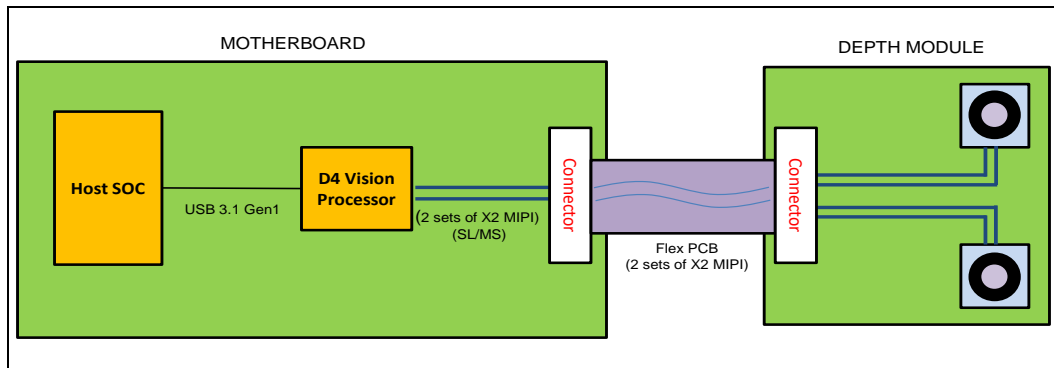 MOTHERBOARD
DEPTH MODULE
Host SOC
USB 3.1 Gen1
D4 Vision
Processor
(2 sets of X2 MIPI)
(SL/MS)
Connector
Flex PCB
(2 sets of X2 MIPI)
Connector